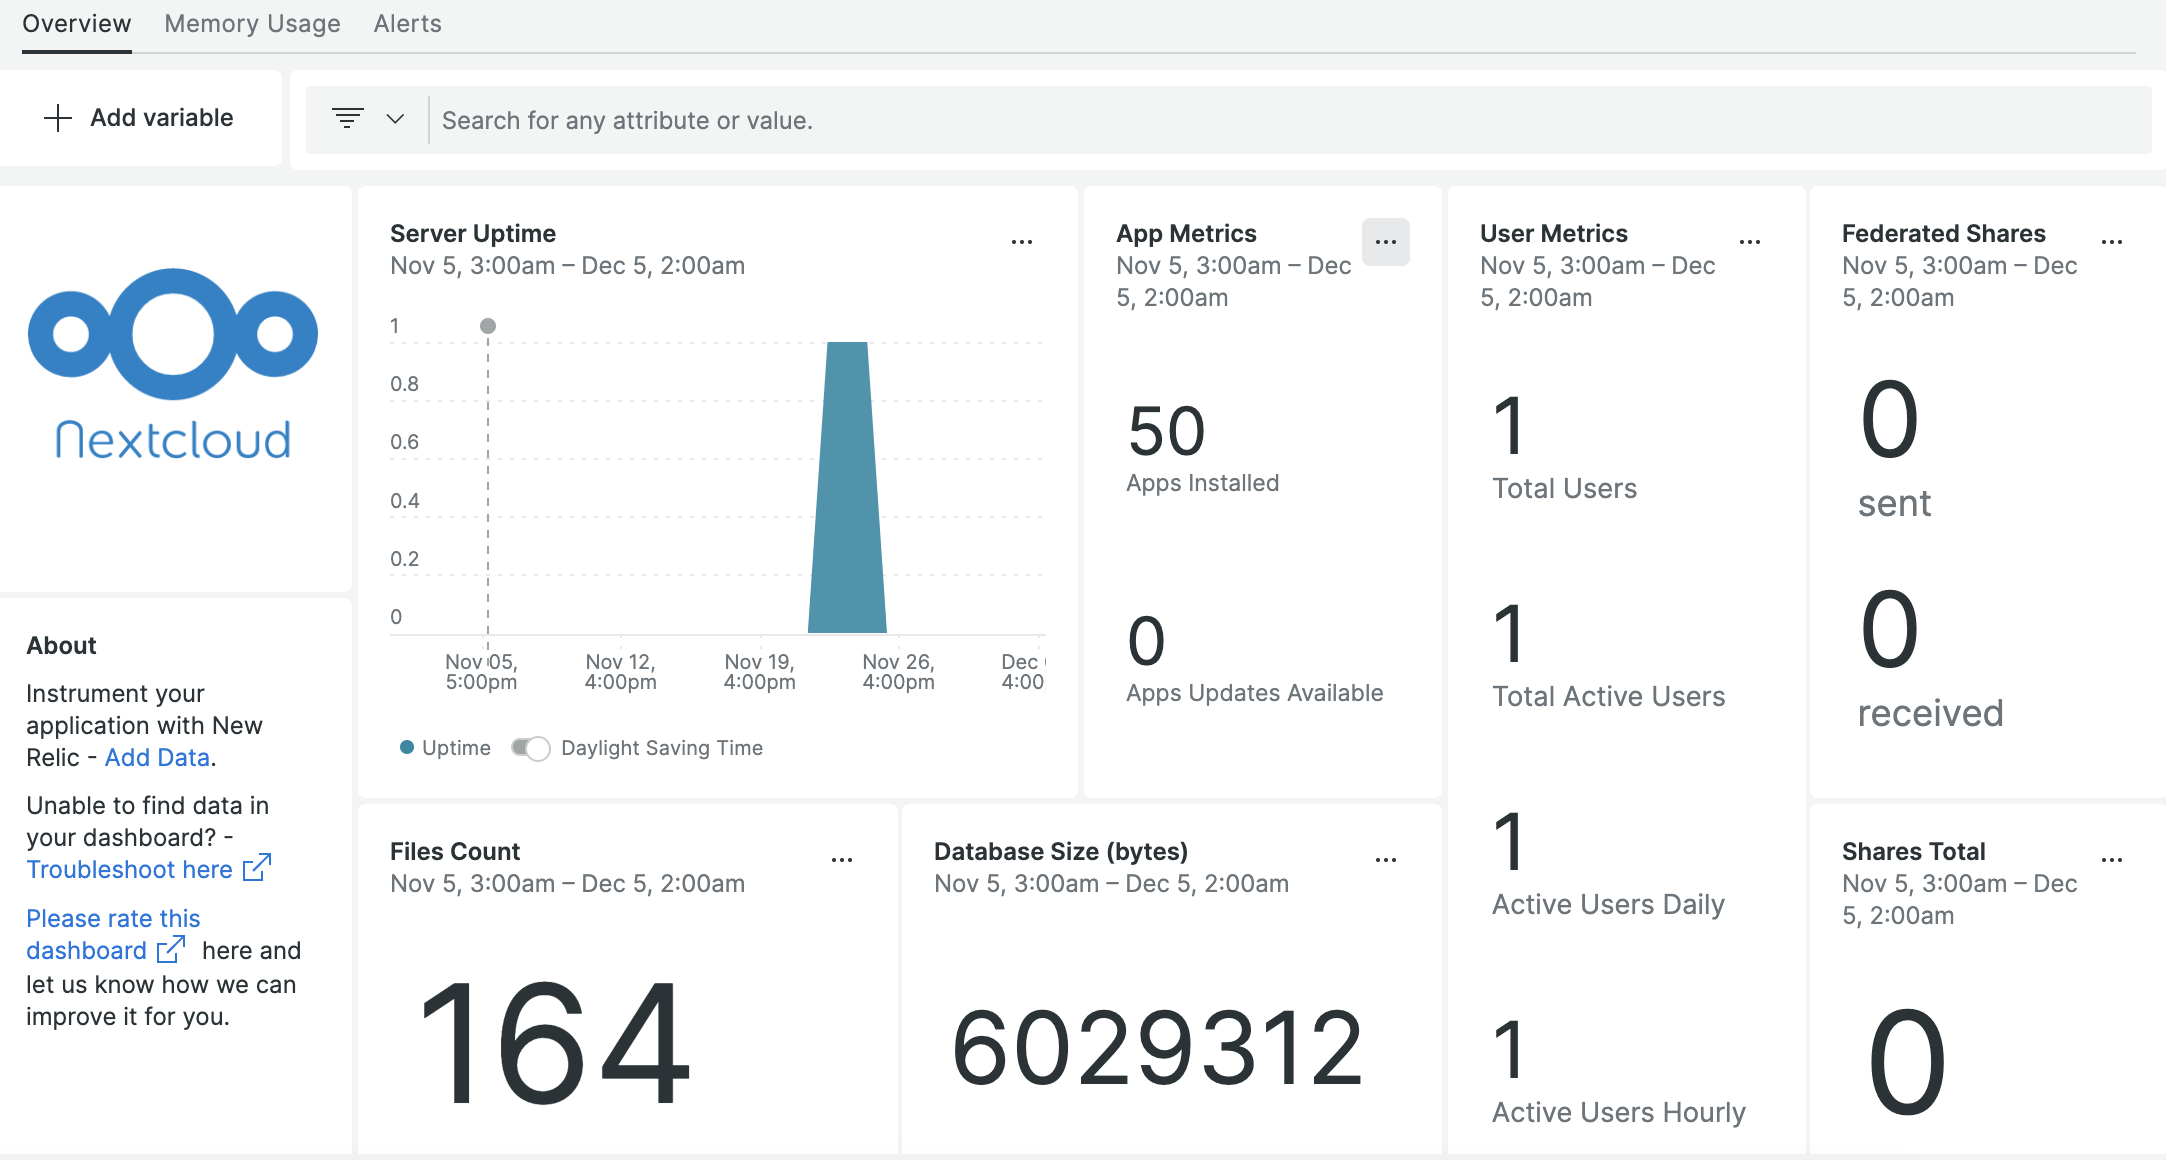 Overview
Memory Usage
Alerts
Add variable
Search for any attribute or value.
Nextcloud
About
Instrument your
application with New
Relic - Add Data.
Unable to find data in
your dashboard? -
Troubleshoot here
Please rate this
dashboard here and
let us know how we can
improve it for you.
Server Uptime
Nov 5, 3:00am – Dec 5, 2:00am
1
0.8
0.6
0.4
0.2
0
Nov 05,
5:00pm
Nov 12,
4:00pm
Nov 19,
4:00pm
Nov 26,
4:00pm
Dec
4:00
Uptime
Daylight Saving Time
App Metrics
Nov 5, 3:00am – Dec
5, 2:00am
50
Apps Installed
0
Apps Updates Available
User Metrics
Nov 5, 3:00am – Dec
5, 2:00am
1
Total Users
1
Total Active Users
1
Active Users Daily
1
Active Users Hourly
Federated Shares
Nov 5, 3:00am – Dec
5, 2:00am
0
sent
0
received
Files Count
Nov 5, 3:00am – Dec 5, 2:00am
164
Database Size (bytes)
Nov 5, 3:00am – Dec 5, 2:00am
6029312
Shares Total
Nov 5, 3:00am – Dec
5, 2:00am
0